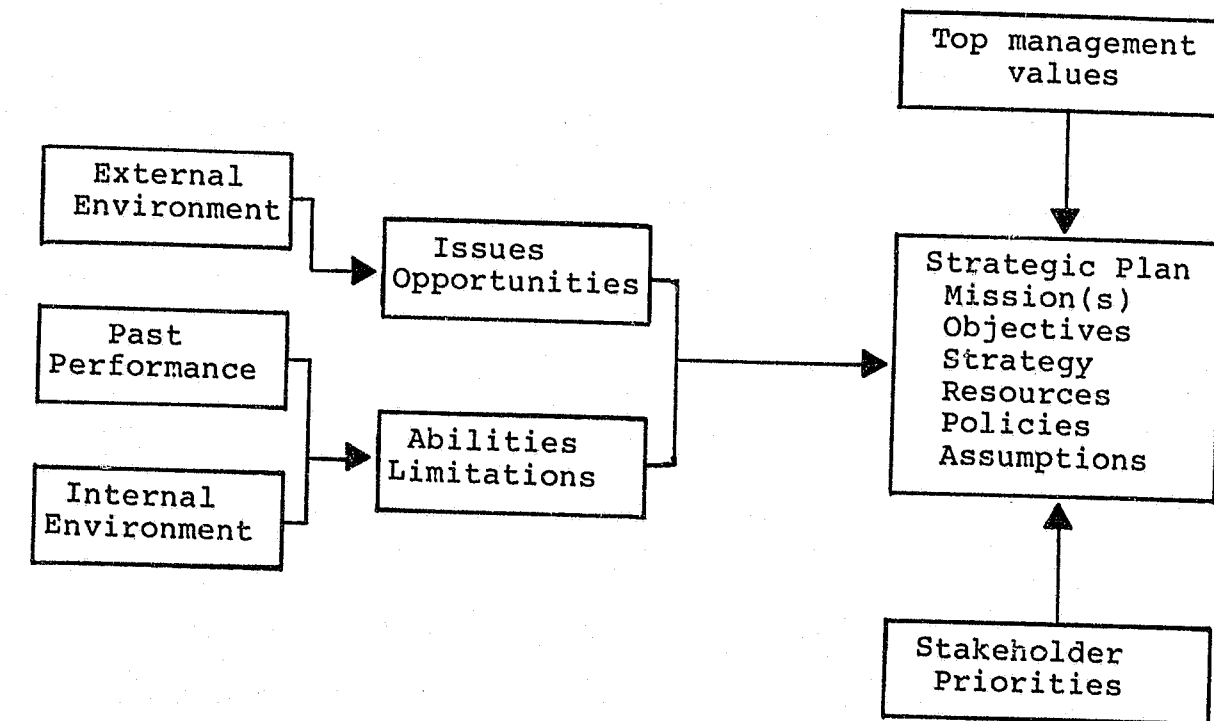 Top management
values
External
Environment
Issues
Opportunities
Past
Performance
Abilities
Limitations
Internal
Environment
Strategic Plan
Mission(s)
Objectives
Strategy
Resources
Policies
Assumptions
Stakeholder
Priorities